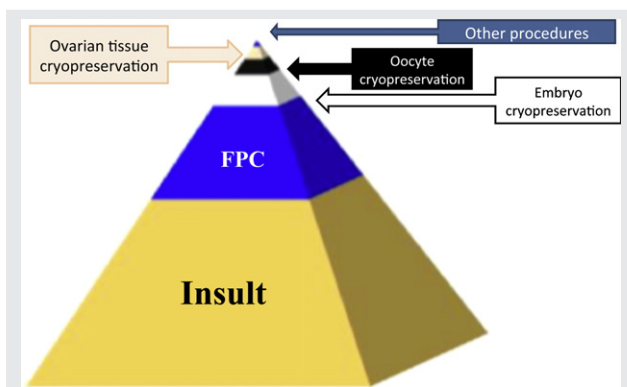 Other procedures
Ovarian tissue
cryopreservation
Oocyte
cryopreservation
Embryo
cryopreservation
FPC
Insult